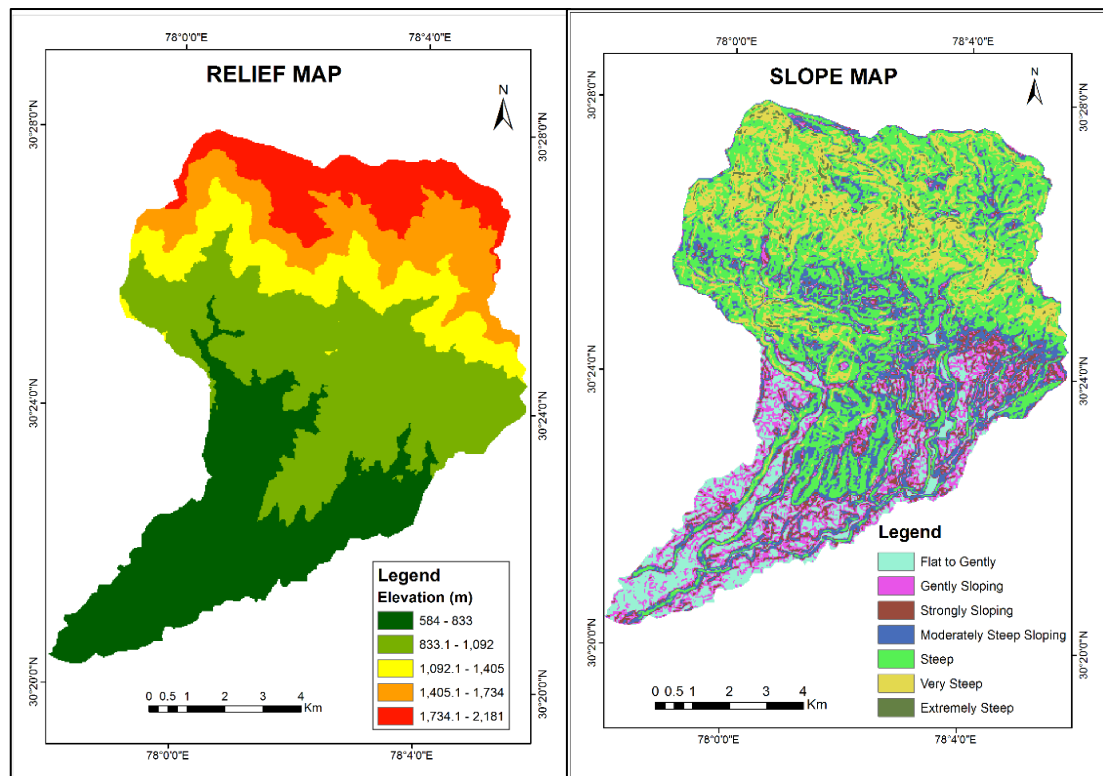 78°0'0"E
78°4'0"E
RELIEF MAP
N
30°28'0"N
30°28'0"N
30°24'0"N
30°24'0"N
30°20'0"N
30°20'0"N
Legend
Elevation (m)
584 - 833
833.1 - 1,092
1,092.1 - 1,405
1,405.1 - 1,734
1,734.1 - 2,181
0 0.5 1 2 3 4
Km
78°0'0"E
78°4'0"E
78°0'0"E
78°4'0"E
SLOPE MAP
N
30°28'0"N
30°28'0"N
30°24'0"N
30°24'0"N
30°20'0"N
30°20'0"N
Legend
Flat to Gently
Gently Sloping
Strongly Sloping
Moderately Steep Sloping
Steep
Very Steep
Extremely Steep
0 0.5 1 2 3 4
Km
78°0'0"E
78°4'0"E